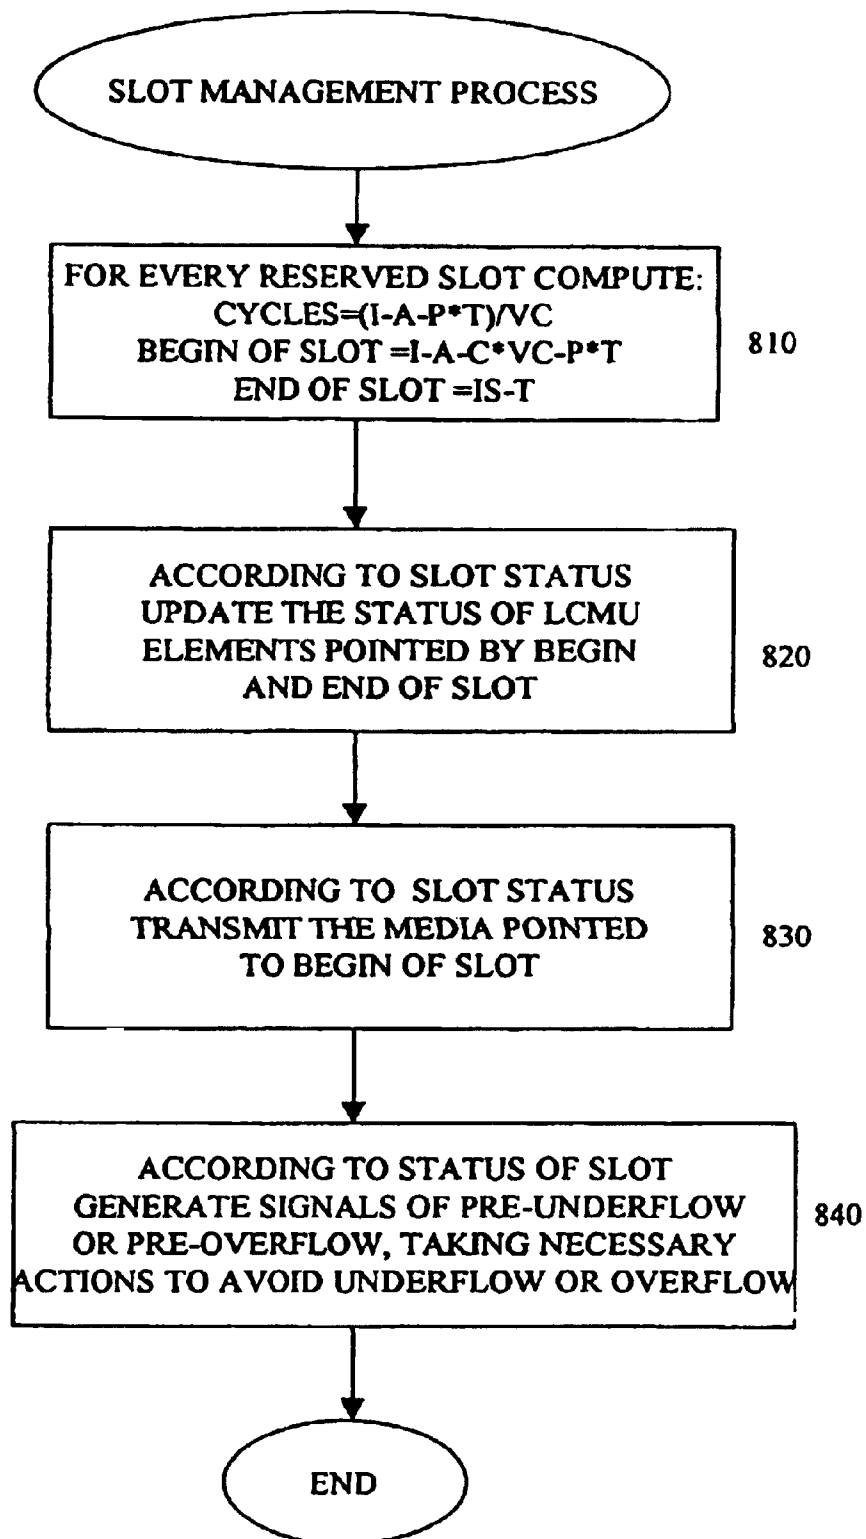 SLOT MANAGEMENT PROCESS
FOR EVERY RESERVED SLOT COMPUTE:
CYCLES=(I-A-P*T)/VC
BEGIN OF SLOT =I-A-C*VC-P*T
END OF SLOT =IS-T
810
ACCORDING TO SLOT STATUS
UPDATE THE STATUS OF LCMU
ELEMENTS POINTED BY BEGIN
AND END OF SLOT
820
ACCORDING TO SLOT STATUS
TRANSMIT THE MEDIA POINTED
TO BEGIN OF SLOT
830
ACCORDING TO STATUS OF SLOT
GENERATE SIGNALS OF PRE-UNDERFLOW
OR PRE-OVERFLOW, TAKING NECESSARY
ACTIONS TO AVOID UNDERFLOW OR OVERFLOW
840
END